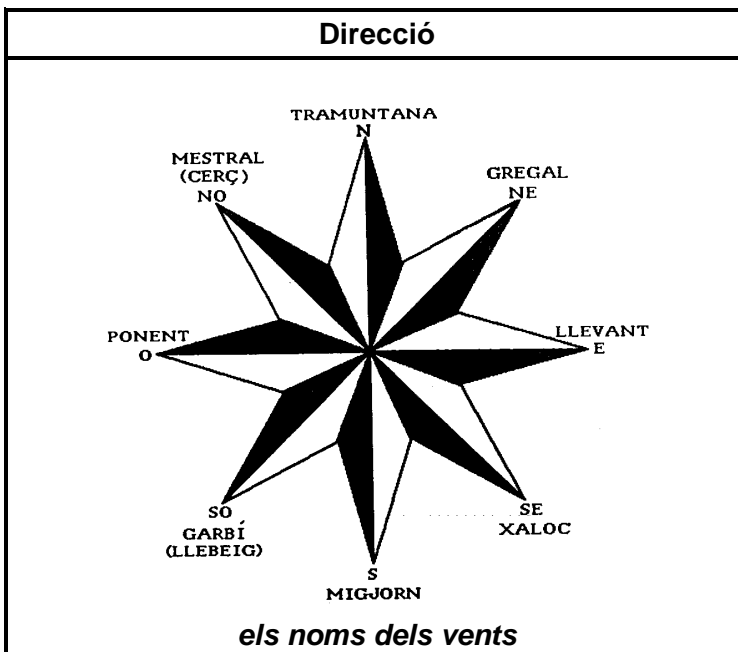 Direcció
TRAMUNTANA
N
MESTRAL
(CERÇ)
NO
GREGAL
NE
PONENT
O
LLEVANT
E
SO
GARBÍ
(LLEBEIG)
SE
XALOC
S
MIGJORN
els noms dels vents